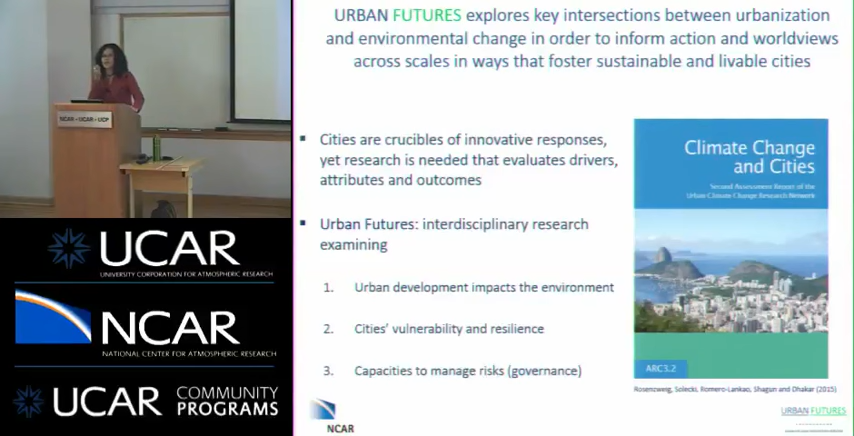 URBAN FUTURES explores key intersections between urbanization
and environmental change in order to inform action and worldviews
across scales in ways that foster sustainable and livable cities
NCAR • UCAR • UCP
▪ Cities are crucibles of innovative responses,
yet research is needed that evaluates drivers,
attributes and outcomes
▪ Urban Futures: interdisciplinary research
examining
1. Urban development impacts the environment
2. Cities' vulnerability and resilience
3. Capacities to manage risks (governance)
Climate Change
and Cities
Second Assessment Report of the
Urban Climate Change Research Network
ARC3.2
Rosenzweig, Solecki, Romero-Lankao, Shagun and Dhakar (2015)
NCAR
URBAN FUTURES
UCAR
UNIVERSITY CORPORATION FOR ATMOSPHERIC RESEARCH
NCAR
NATIONAL CENTER FOR ATMOSPHERIC RESEARCH
UCAR COMMUNITY
PROGRAMS